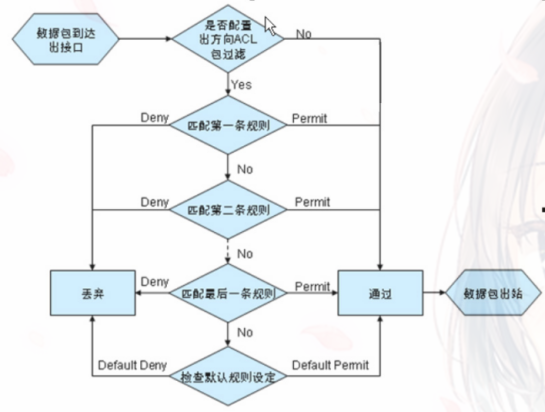 数据包到达
出接口
是否配置
出方向ACL
包过滤
No
Yes
Deny
匹配第一条规则
Permit
No
Deny
匹配第二条规则
Permit
No
Deny
匹配最后一条规则
Permit
丢弃
通过
数据包出站
No
Default Deny
检查默认规则设定
Default Permit